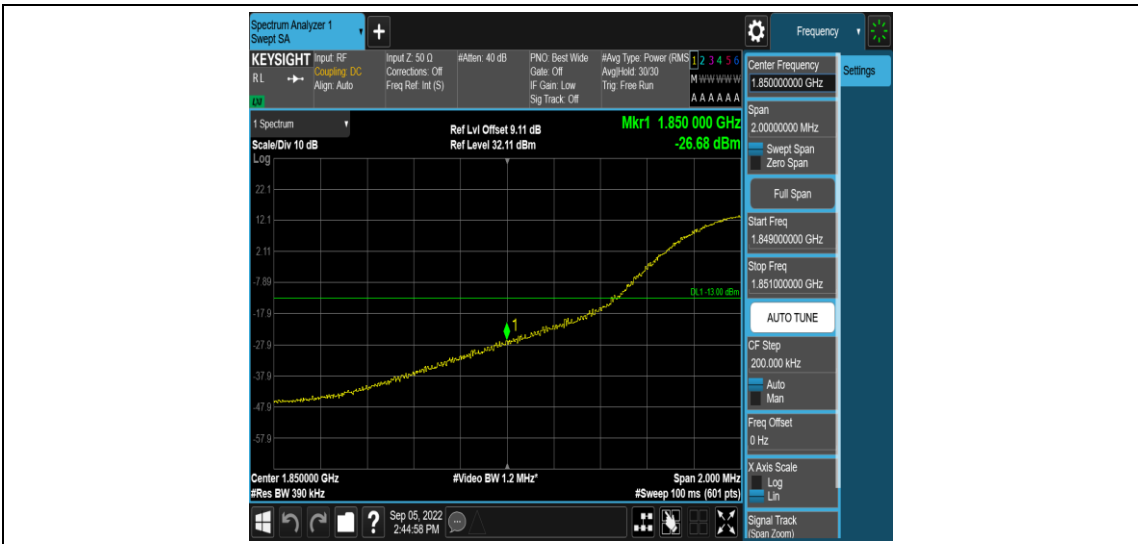 Spectrum Analyzer 1
Swept SA
+
Frequency
KEYSIGHT
RL
LXI
Input: RF
Coupling: DC
Align: Auto
Input Z: 50 Ω
Corrections: Off
Freq Ref: Int (S)
#Atten: 40 dB
PNO: Best Wide
Gate: Off
IF Gain: Low
Sig Track: Off
#Avg Type: Power (RMS
Avg|Hold: 30/30
Trig: Free Run
1 2 3 4 5 6
M W W W W W
A A A A A A
1 Spectrum
Scale/Div 10 dB
Log
Ref Lvl Offset 9.11 dB
Ref Level 32.11 dBm
Mkr1 1.850 000 GHz
-26.68 dBm
22.1
12.1
2.11
-7.89
-17.9
-27.9
-37.9
-47.9
-57.9
DL1 -13.00 dBm
1
Center 1.850000 GHz
#Res BW 390 kHz
#Video BW 1.2 MHz*
Span 2.000 MHz
#Sweep 100 ms (601 pts)
?
Sep 05, 2022
2:44:58 PM
Center Frequency
1.850000000 GHz
Settings
Span
2.00000000 MHz
Swept Span
Zero Span
Full Span
Start Freq
1.849000000 GHz
Stop Freq
1.851000000 GHz
AUTO TUNE
CF Step
200.000 kHz
Auto
Man
Freq Offset
0 Hz
X Axis Scale
Log
Lin
Signal Track
(Span Zoom)